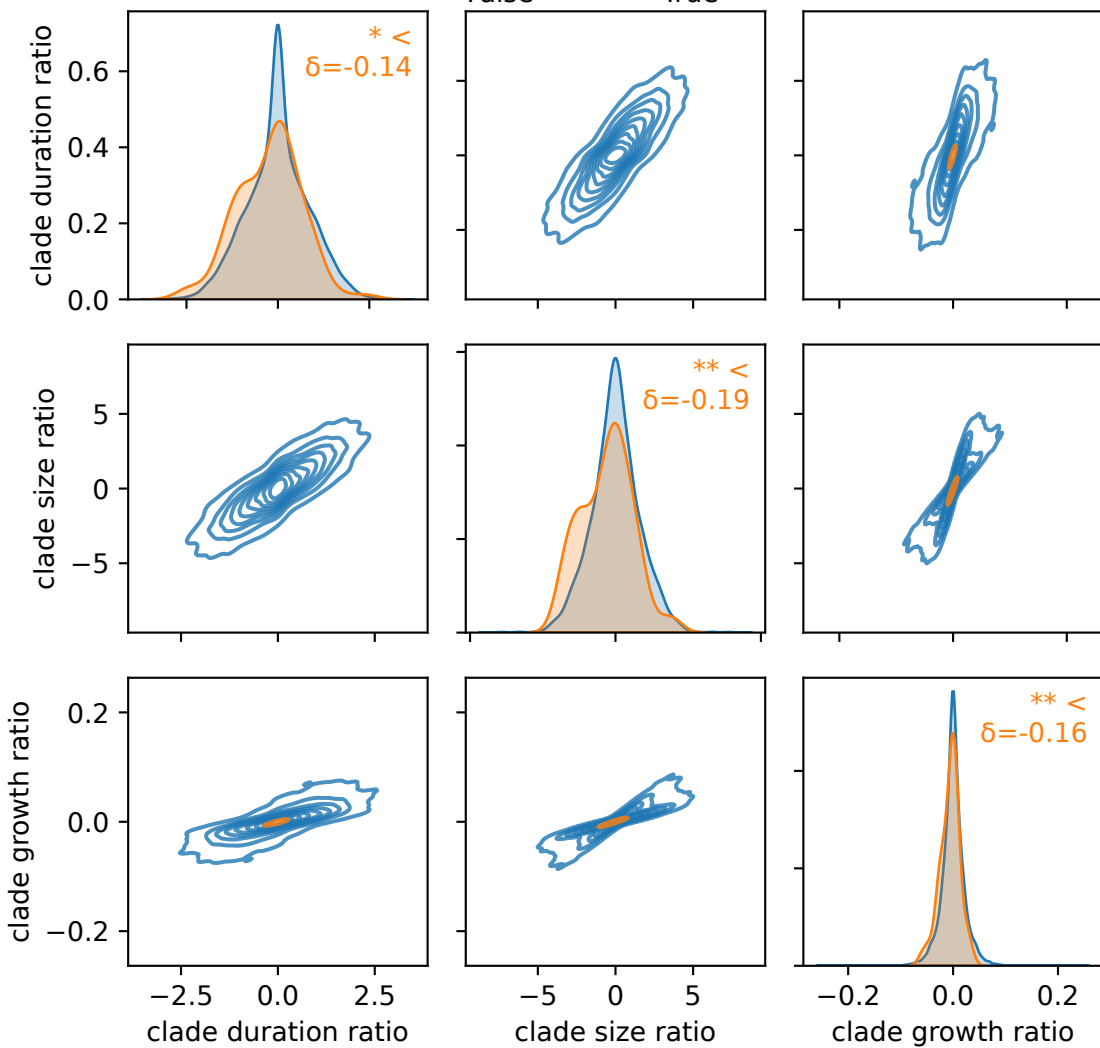 * <
δ=-0.14
clade duration ratio
0.6
0.4
0.2
0.0
** <
δ=-0.19
clade size ratio
5
0
−5
** <
δ=-0.16
clade growth ratio
0.2
0.0
−0.2
−2.5 0.0 2.5
−5 0 5
−0.2 0.0 0.2
clade duration ratio
clade size ratio
clade growth ratio